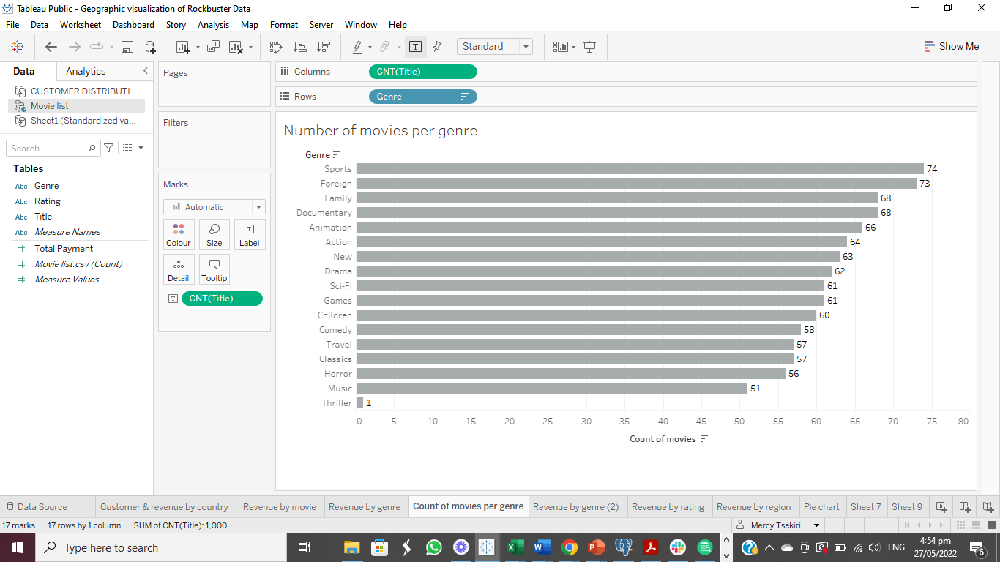 Tableau Public - Geographic visualization of Rockbuster Data
File Data Worksheet Dashboard Story Analysis Map Format Server Window Help
Standard
Show Me
Data Analytics
CUSTOMER DISTRIBUTI...
Movie list
Sheet1 (Standardized va...
Search
Tables
Abc Genre
Abc Rating
Abc Title
Abc Measure Names
# Total Payment
# Movie list.csv (Count)
# Measure Values
Pages
Filters
Marks
Automatic
Colour Size Label
Detail Tooltip
CNT(Title)
Columns CNT(Title)
Rows Genre
Number of movies per genre
Genre
Sports 74
Foreign 73
Family 68
Documentary 68
Animation 66
Action 64
New 63
Drama 62
Sci-Fi 61
Games 61
Children 60
Comedy 58
Travel 57
Classics 57
Horror 56
Music 51
Thriller 1
0 5 10 15 20 25 30 35 40 45 50 55 60 65 70 75 80
Count of movies
Data Source Customer & revenue by country Revenue by movie Revenue by genre Count of movies per genre Revenue by genre (2) Revenue by rating Revenue by region Pie chart Sheet 7 Sheet 9
17 marks 17 rows by 1 column SUM of CNT(Title): 1,000 Mercy Tsekiri
Type here to search
ENG
4:54 pm
27/05/2022
6